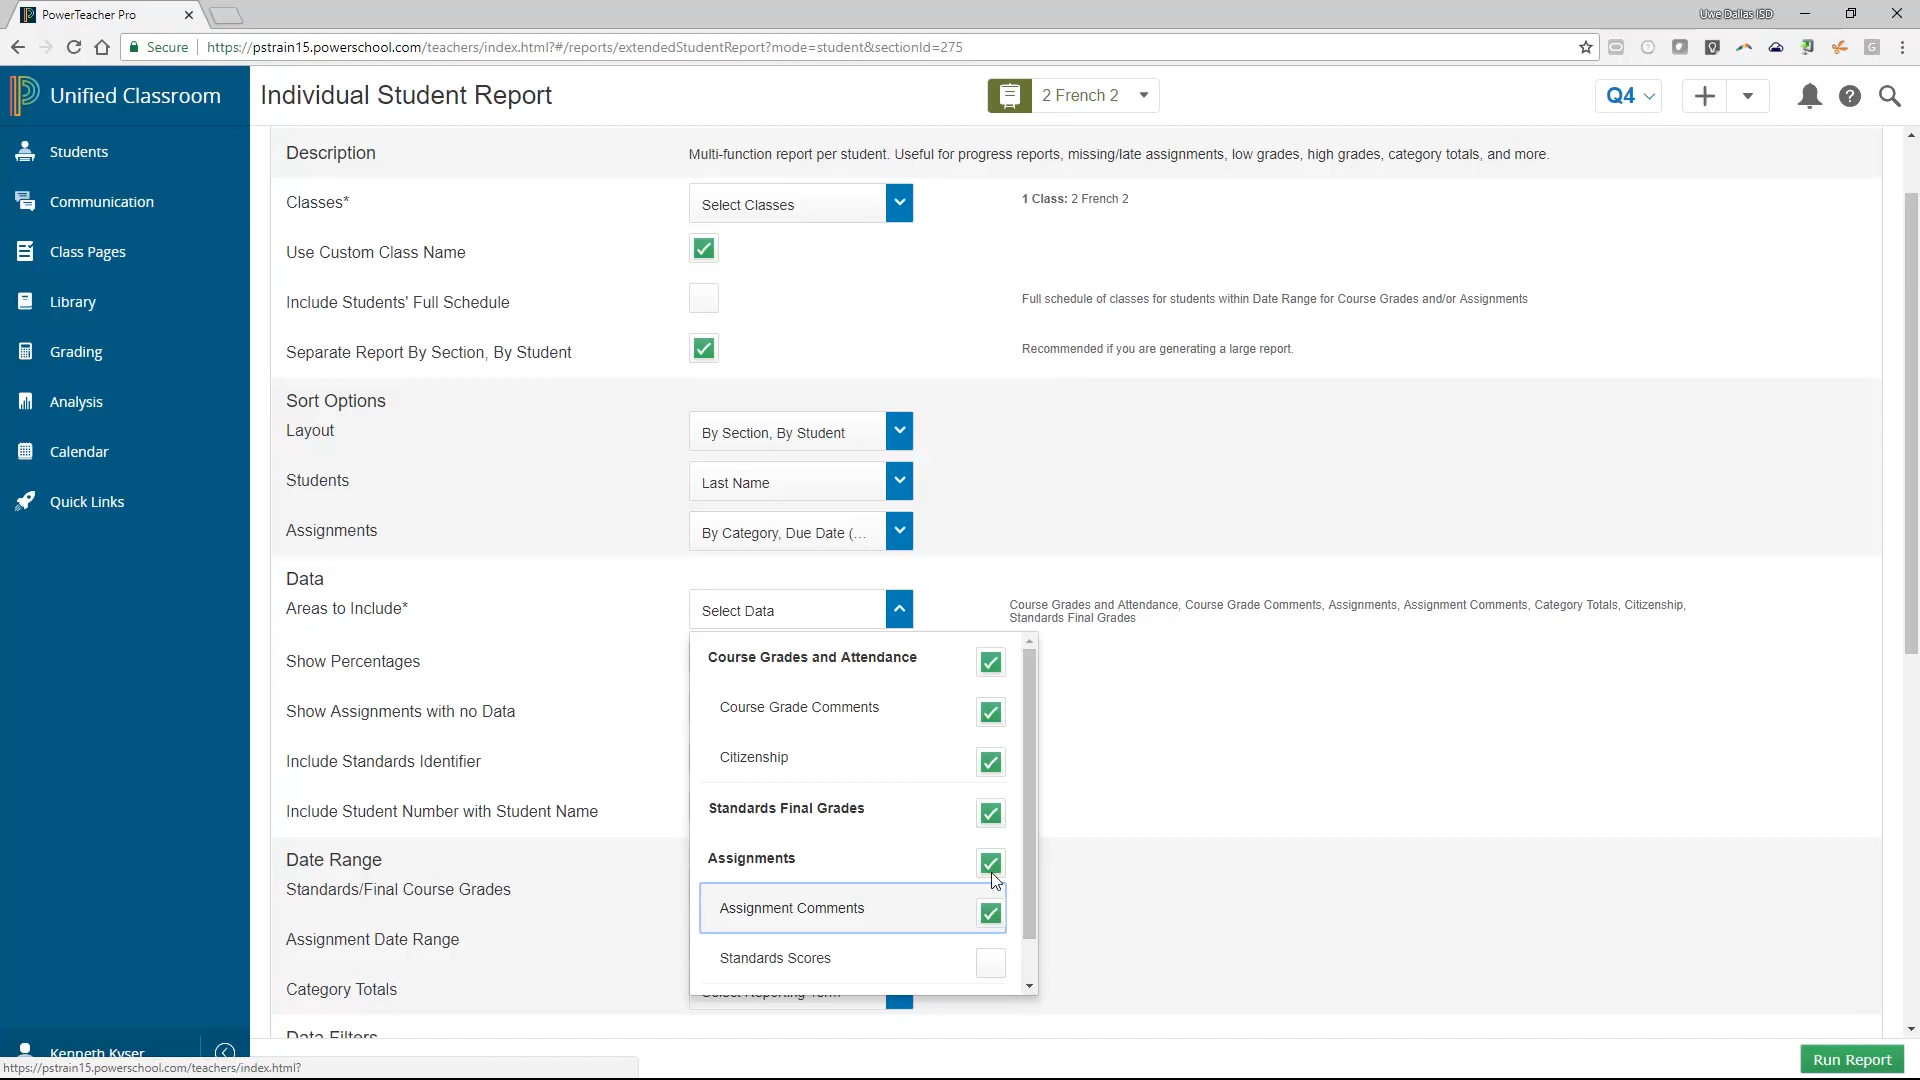 PowerTeacher Pro
Uwe Dallas ISD
Secure
https://pstrain15.powerschool.com/teachers/index.html?#/reports/extendedStudentReport?mode=student&sectionId=275
Unified Classroom
Individual Student Report
2 French 2
Q4
Students
Communication
Class Pages
Library
Grading
Analysis
Calendar
Quick Links
Kenneth Kyser
Description
Multi-function report per student. Useful for progress reports, missing/late assignments, low grades, high grades, category totals, and more.
Classes*
Select Classes
1 Class: 2 French 2
Use Custom Class Name
Include Students' Full Schedule
Full schedule of classes for students within Date Range for Course Grades and/or Assignments
Separate Report By Section, By Student
Recommended if you are generating a large report.
Sort Options
Layout
By Section, By Student
Students
Last Name
Assignments
By Category, Due Date (...
Data
Areas to Include*
Select Data
Course Grades and Attendance, Course Grade Comments, Assignments, Assignment Comments, Category Totals, Citizenship,
Standards Final Grades
Show Percentages
Show Assignments with no Data
Include Standards Identifier
Include Student Number with Student Name
Course Grades and Attendance
Course Grade Comments
Citizenship
Standards Final Grades
Assignments
Assignment Comments
Standards Scores
Date Range
Standards/Final Course Grades
Assignment Date Range
Category Totals
Select Reporting Term
Data Filters
Run Report
https://pstrain15.powerschool.com/teachers/index.html?